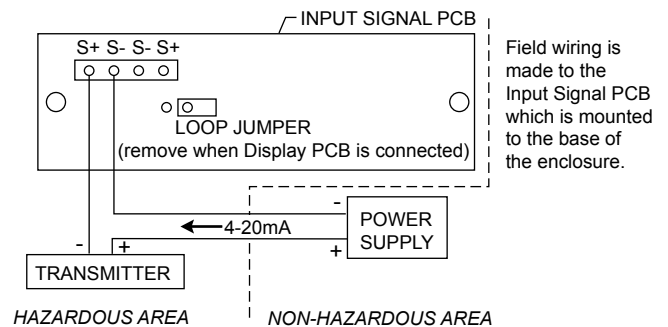 INPUT SIGNAL PCB
S+ S- S- S+
LOOP JUMPER
(remove when Display PCB is connected)
Field wiring is
made to the
Input Signal PCB
which is mounted
to the base of
the enclosure.
-
POWER
SUPPLY
+
4-20mA
- +
TRANSMITTER
HAZARDOUS AREA
NON-HAZARDOUS AREA